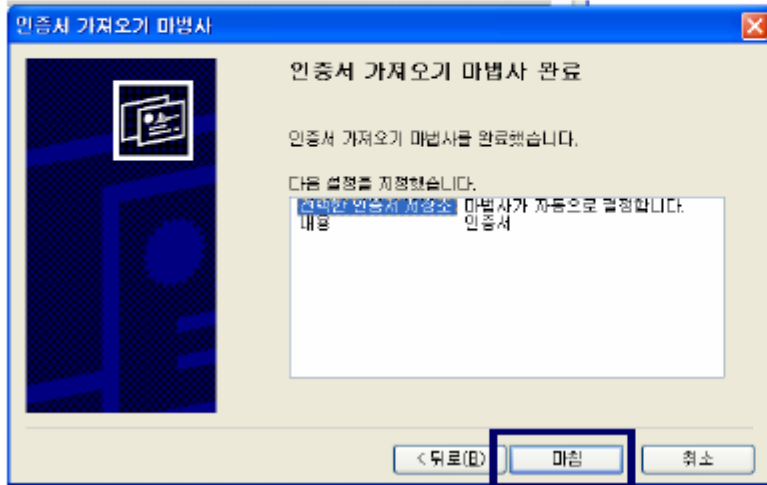 인증서 가져오기 마법사
인증서 가져오기 마법사 완료
인증서 가져오기 마법사를 완료했습니다.
다음 설정을 지정했습니다.
선택한 인증서 저장소 마법사가 자동으로 결정합니다.
내용 인증서
< 뒤로(B) 마침 취소